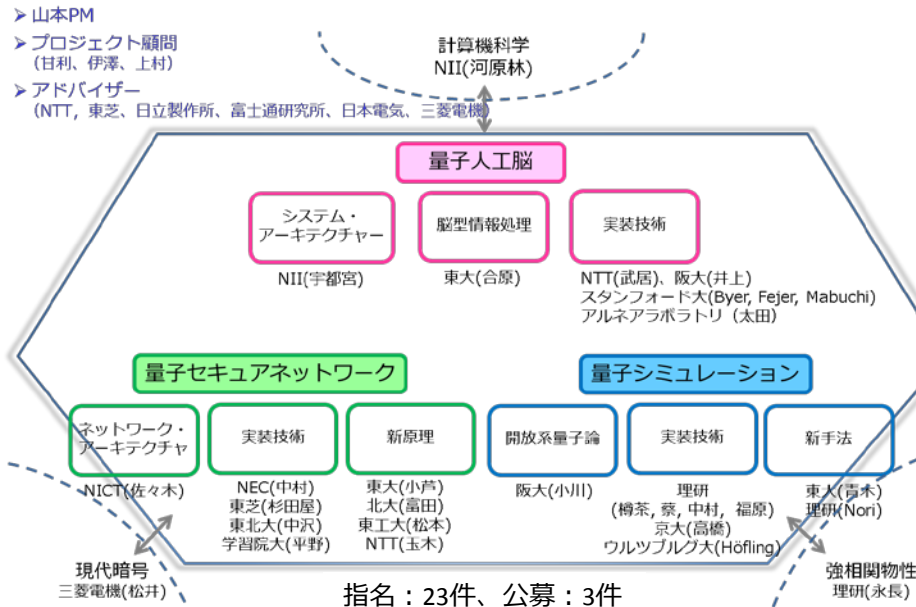 ➢ 山本PM
➢ プロジェクト顧問
(甘利、伊澤、上村)
➢ アドバイザー
(NTT, 東芝、日立製作所、富士通研究所、日本電気、三菱電機)
計算機科学
NII(河原林)
量子人工脳
システム・
アーキテクチャー
NII(宇都宮)
脳型情報処理
東大(合原)
実装技術
NTT(武居)、阪大(井上)
スタンフォード大(Byer, Fejer, Mabuchi)
アルネアラボラトリ（太田）
量子セキュアネットワーク
ネットワーク・
アーキテクチャ
NICT(佐々木)
実装技術
NEC(中村)
東芝(杉田屋)
東北大(中沢)
学習院大(平野)
新原理
東大(小芦)
北大(富田)
東工大(松本)
NTT(玉木)
量子シミュレーション
開放系量子論
阪大(小川)
実装技術
理研
(樽茶, 蔡, 中村, 福原)
京大(高橋)
ウルツブルグ大(Höfling)
新手法
東大(青木)
理研(Nori)
現代暗号
三菱電機(松井)
強相関物性
理研(永長)
指名：23件、公募：3件